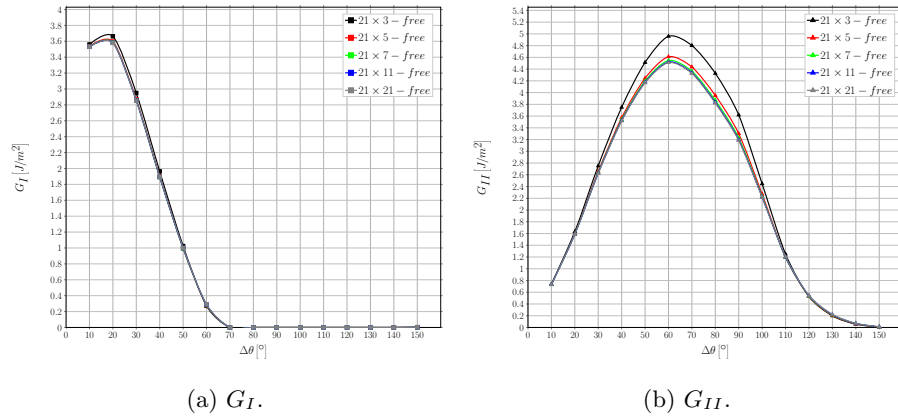 4
3.8
3.6
3.4
3.2
3
2.8
2.6
2.4
2.2
2
1.8
1.6
1.4
1.2
1
0.8
0.6
0.4
0.2
0
G_I [J/m²]
10 20 30 40 50 60 70 80 90 100 110 120 130 140 150
Δθ [°]
21 × 3 − free
21 × 5 − free
21 × 7 − free
21 × 11 − free
21 × 21 − free
(a) G_I.
5.4
5.2
5
4.8
4.6
4.4
4.2
4
3.8
3.6
3.4
3.2
3
2.8
2.6
2.4
2.2
2
1.8
1.6
1.4
1.2
1
0.8
0.6
0.4
0.2
0
G_II [J/m²]
10 20 30 40 50 60 70 80 90 100 110 120 130 140 150
Δθ [°]
21 × 3 − free
21 × 5 − free
21 × 7 − free
21 × 11 − free
21 × 21 − free
(b) G_II.